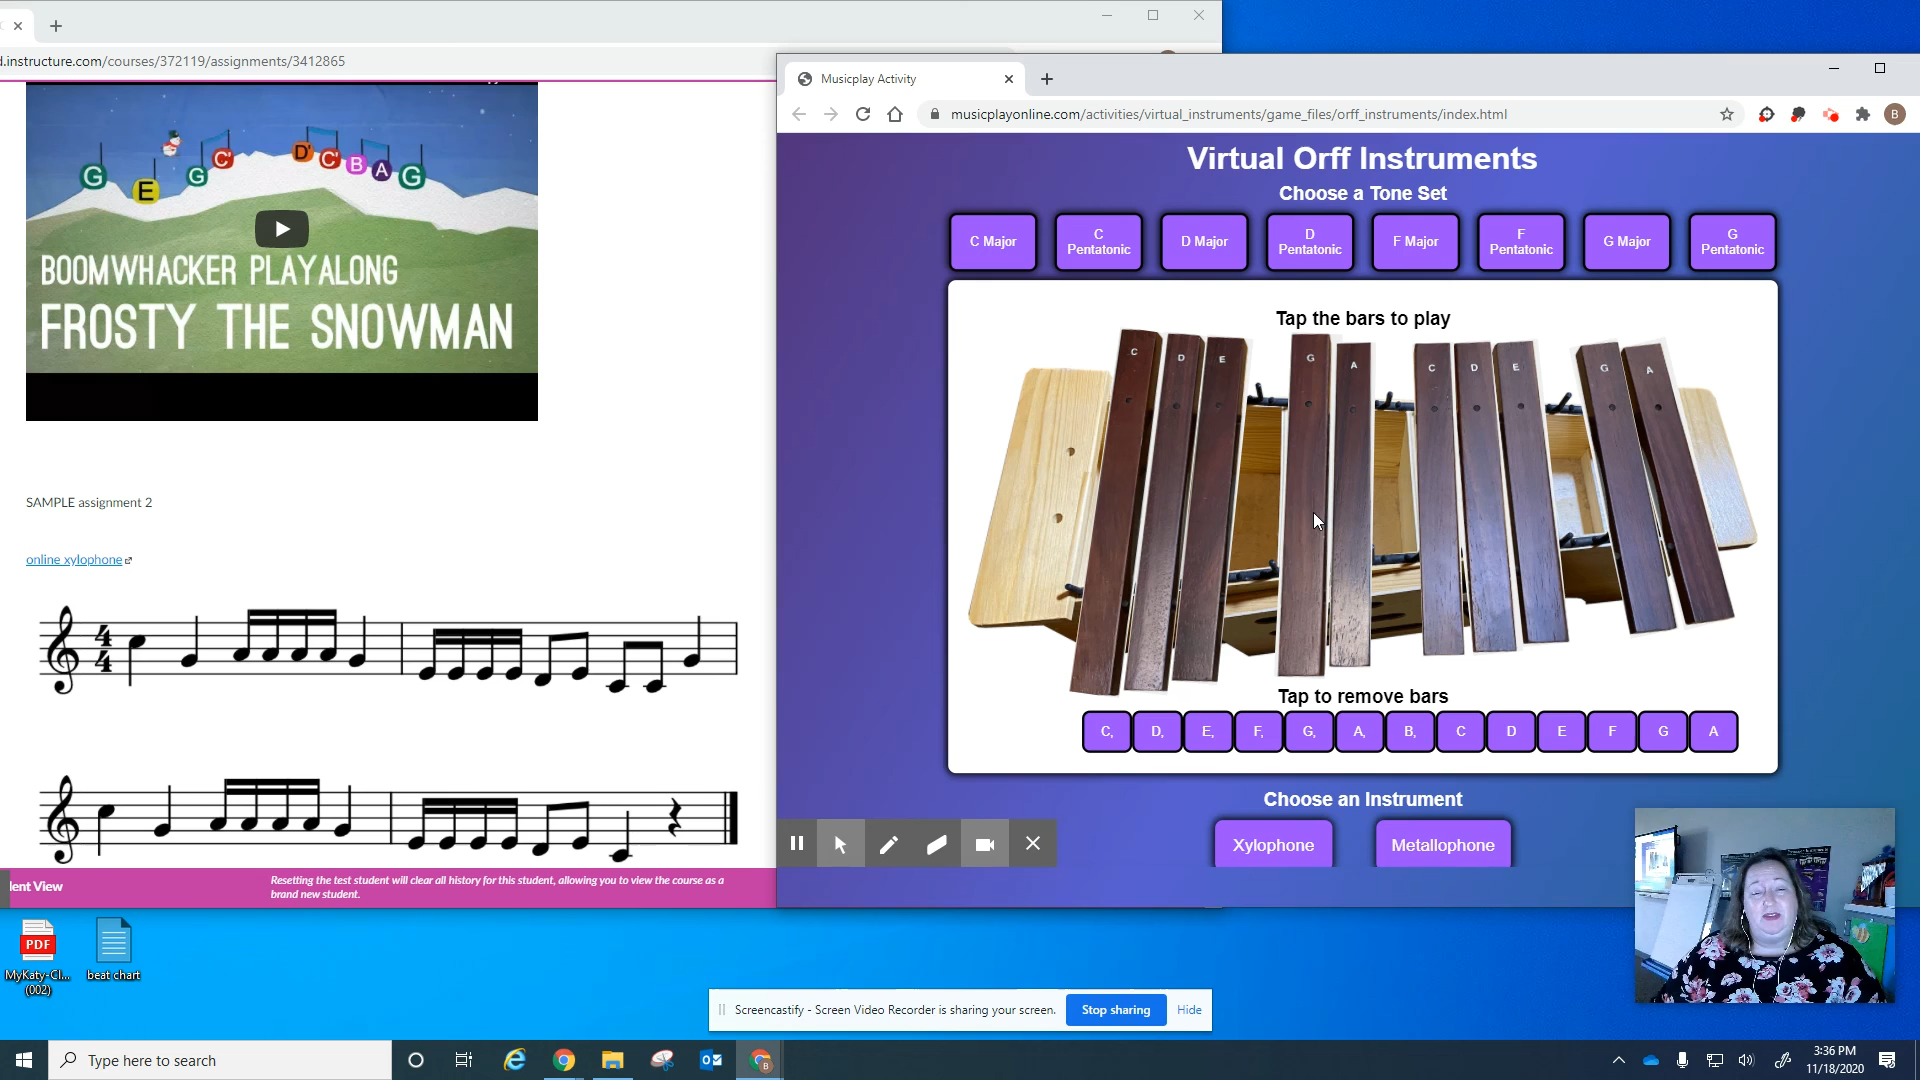 d.instructure.com/courses/372119/assignments/3412865
G E G C' D' C' B A G
BOOMWHACKER PLAYALONG
FROSTY THE SNOWMAN
SAMPLE assignment 2
online xylophone
4
4
Resetting the test student will clear all history for this student, allowing you to view the course as a
brand new student.
dent View
Musicplay Activity
musicplayonline.com/activities/virtual_instruments/game_files/orff_instruments/index.html
B
Virtual Orff Instruments
Choose a Tone Set
C Major
C
Pentatonic
D Major
D
Pentatonic
F Major
F
Pentatonic
G Major
G
Pentatonic
Tap the bars to play
C D E G A C D E G A
Tap to remove bars
C, D, E, F, G, A, B, C D E F G A
Choose an Instrument
Xylophone
Metallophone
PDF
MyKaty-Cl...
(002)
beat chart
Screencastify - Screen Video Recorder is sharing your screen.
Stop sharing
Hide
Type here to search
B
3:36 PM
11/18/2020